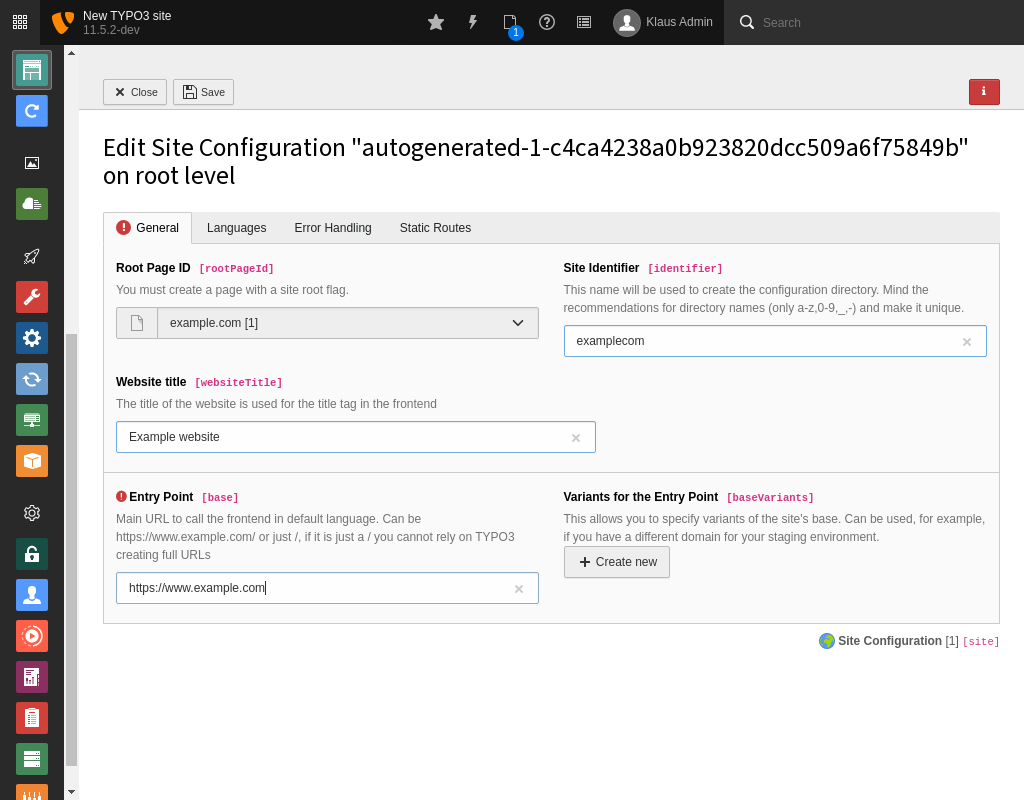 New TYPO3 site
11.5.2-dev
1
Klaus Admin
Search
Close
Save
Edit Site Configuration "autogenerated-1-c4ca4238a0b923820dcc509a6f75849b"
on root level
General
Languages
Error Handling
Static Routes
Root Page ID [rootPageId]
You must create a page with a site root flag.
example.com [1]
Site Identifier [identifier]
This name will be used to create the configuration directory. Mind the
recommendations for directory names (only a-z,0-9,_,-) and make it unique.
examplecom
Website title [websiteTitle]
The title of the website is used for the title tag in the frontend
Example website
Entry Point [base]
Main URL to call the frontend in default language. Can be
https://www.example.com/ or just /, if it is just a / you cannot rely on TYPO3
creating full URLs
https://www.example.com
Variants for the Entry Point [baseVariants]
This allows you to specify variants of the site's base. Can be used, for example,
if you have a different domain for your staging environment.
Create new
Site Configuration [1] [site]